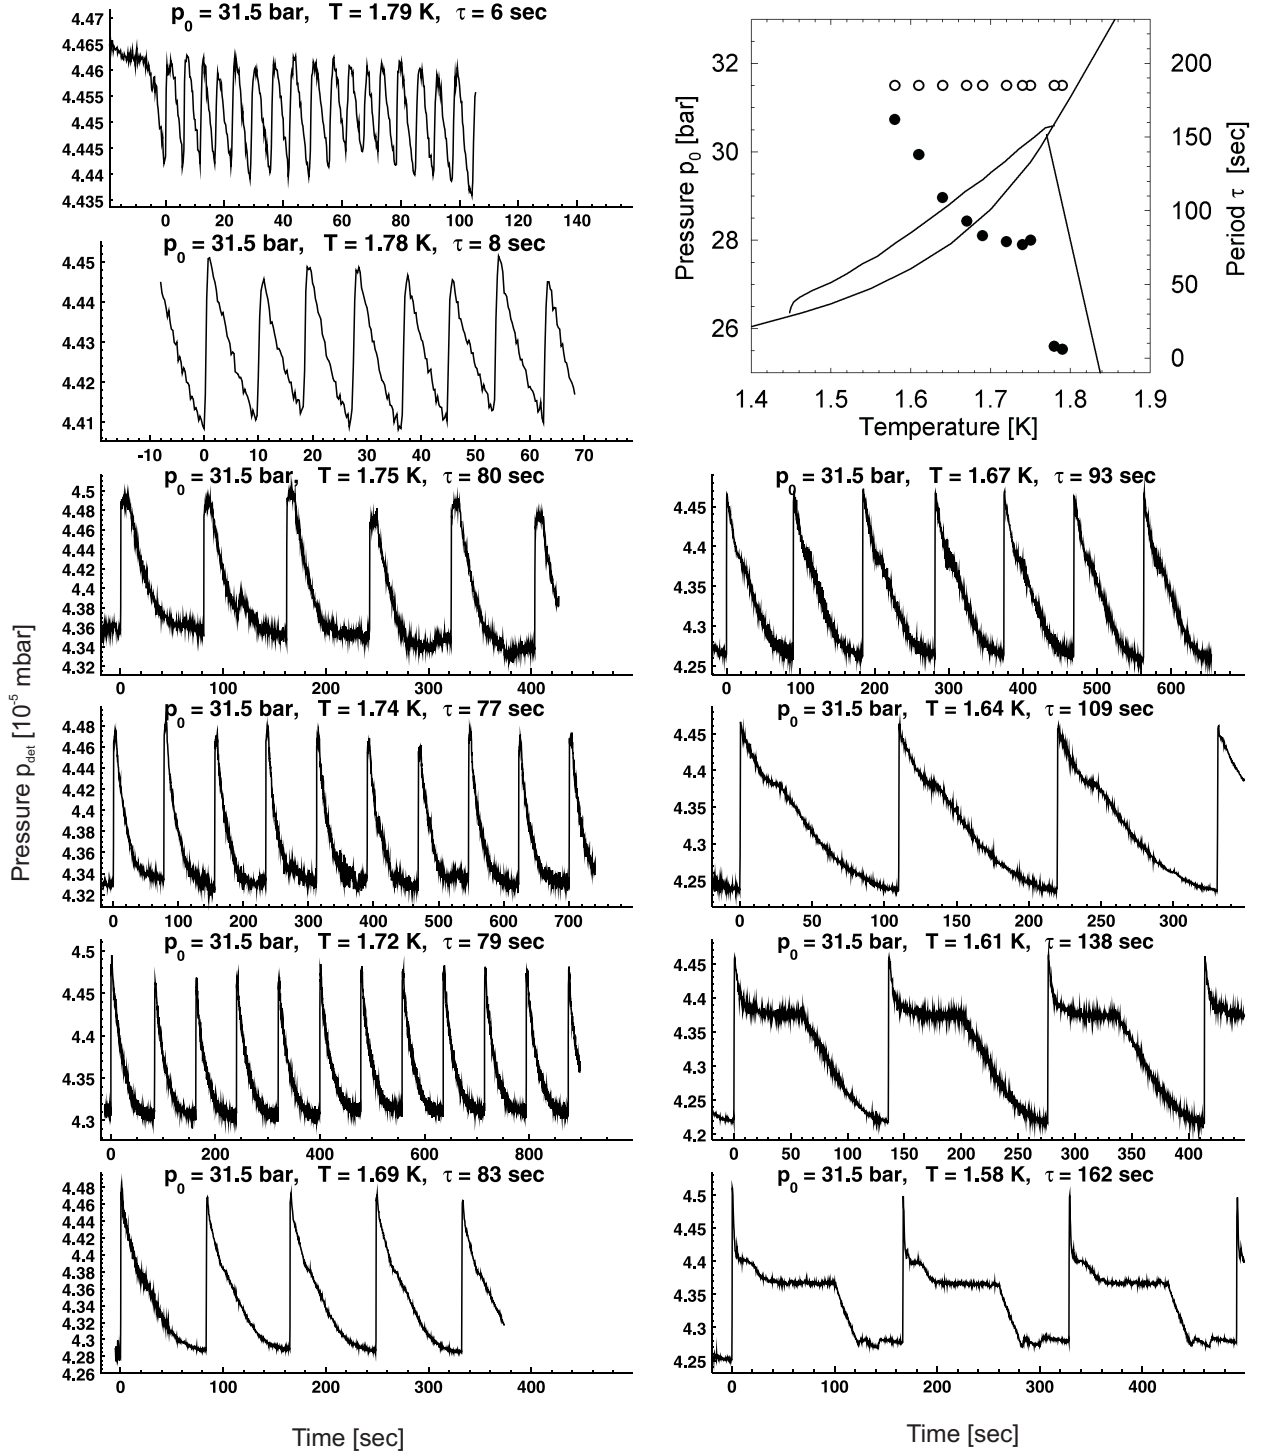 p0 = 31.5 bar, T = 1.79 K, τ = 6 sec
4.47
4.465
4.46
4.455
4.45
4.445
4.44
4.435
0 20 40 60 80 100 120 140
p0 = 31.5 bar, T = 1.78 K, τ = 8 sec
4.45
4.44
4.43
4.42
4.41
-10 0 10 20 30 40 50 60 70
Pressure p0 [bar]
32
30
28
26
200
150
100
50
0
Period τ [sec]
1.4 1.5 1.6 1.7 1.8 1.9
Temperature [K]
p0 = 31.5 bar, T = 1.75 K, τ = 80 sec
4.5
4.48
4.46
4.44
4.42
4.4
4.38
4.36
4.34
4.32
0 100 200 300 400
p0 = 31.5 bar, T = 1.67 K, τ = 93 sec
4.45
4.4
4.35
4.3
4.25
0 100 200 300 400 500 600
Pressure pdet [10-5 mbar]
p0 = 31.5 bar, T = 1.74 K, τ = 77 sec
4.48
4.46
4.44
4.42
4.4
4.38
4.36
4.34
4.32
0 100 200 300 400 500 600 700
p0 = 31.5 bar, T = 1.64 K, τ = 109 sec
4.45
4.4
4.35
4.3
4.25
0 50 100 150 200 250 300
p0 = 31.5 bar, T = 1.72 K, τ = 79 sec
4.5
4.45
4.4
4.35
4.3
0 200 400 600 800
p0 = 31.5 bar, T = 1.61 K, τ = 138 sec
4.45
4.4
4.35
4.3
4.25
4.2
0 50 100 150 200 250 300 350 400 450
p0 = 31.5 bar, T = 1.69 K, τ = 83 sec
4.48
4.46
4.44
4.42
4.4
4.38
4.36
4.34
4.32
4.3
4.28
4.26
0 100 200 300 400
p0 = 31.5 bar, T = 1.58 K, τ = 162 sec
4.5
4.45
4.4
4.35
4.3
4.25
0 100 200 300 400
Time [sec]
Time [sec]